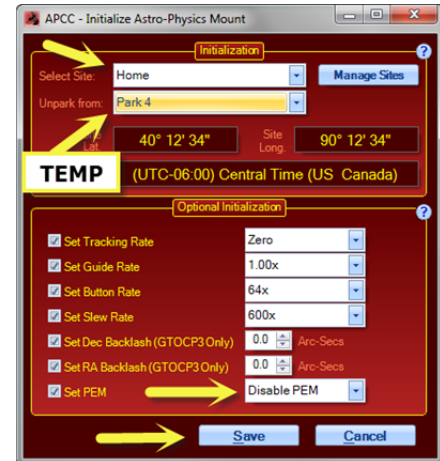 APCC - Initialize Astro-Physics Mount
Initialization
?
Select Site: Home Manage Sites
Unpark from: Park 4
Lat. 40° 12' 34" Site Long. 90° 12' 34"
TEMP (UTC-06:00) Central Time (US Canada)
Optional Initialization
?
Set Tracking Rate Zero
Set Guide Rate 1.00x
Set Button Rate 64x
Set Slew Rate 600x
Set Dec Backlash (GTOCP3 Only) 0.0 Arc-Secs
Set RA Backlash (GTOCP3 Only) 0.0 Arc-Secs
Set PEM Disable PEM
Save Cancel